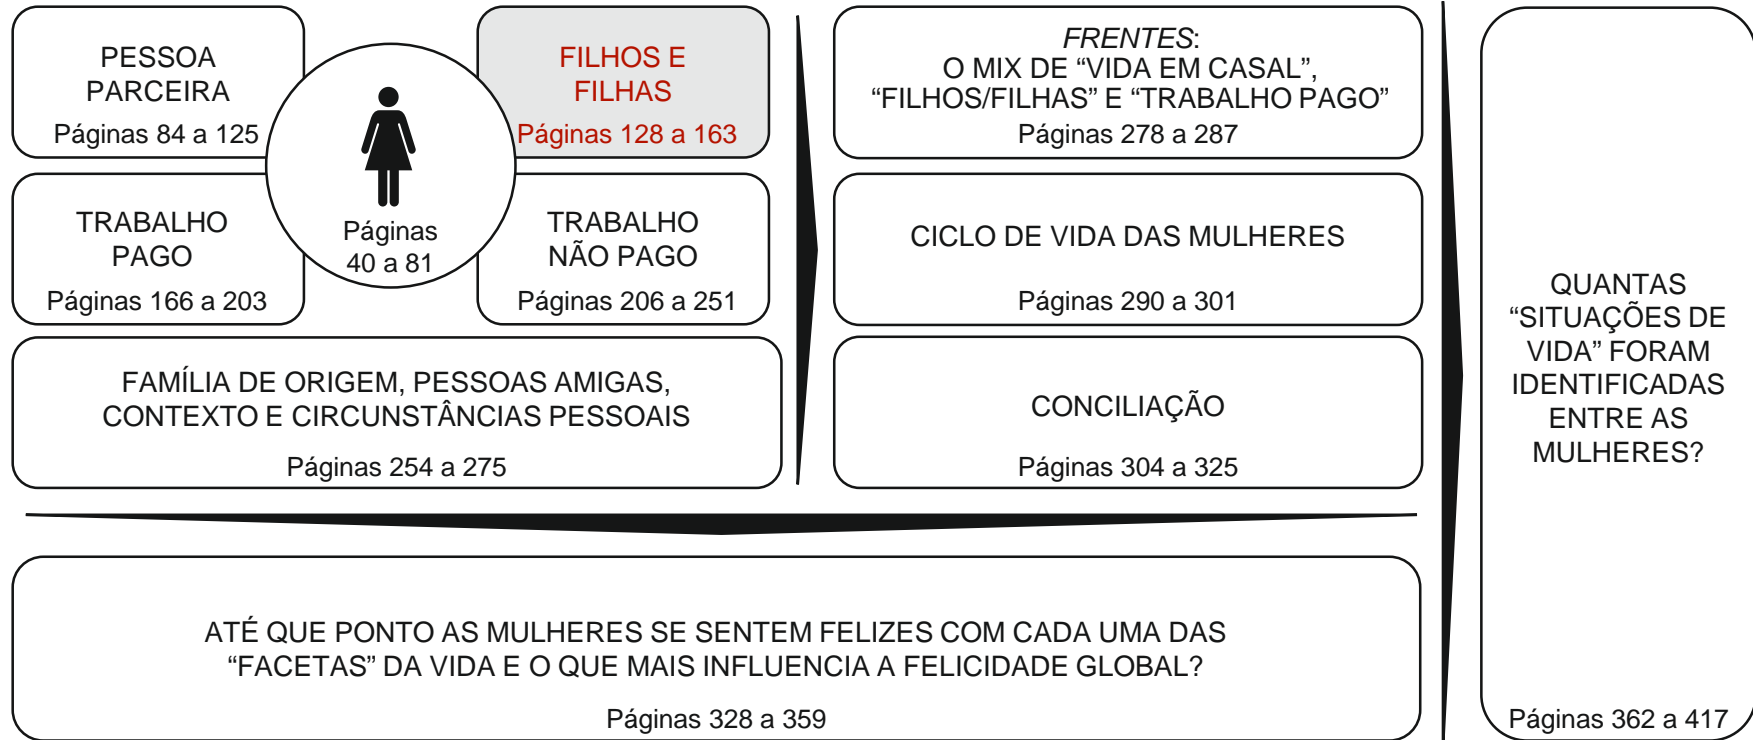 PESSOA
PARCEIRA
Páginas 84 a 125
FILHOS E
FILHAS
Páginas 128 a 163
Páginas
40 a 81
TRABALHO
PAGO
Páginas 166 a 203
TRABALHO
NÃO PAGO
Páginas 206 a 251
FAMÍLIA DE ORIGEM, PESSOAS AMIGAS,
CONTEXTO E CIRCUNSTÂNCIAS PESSOAIS
Páginas 254 a 275
FRENTES:
O MIX DE “VIDA EM CASAL”,
“FILHOS/FILHAS” E “TRABALHO PAGO”
Páginas 278 a 287
CICLO DE VIDA DAS MULHERES
Páginas 290 a 301
CONCILIAÇÃO
Páginas 304 a 325
ATÉ QUE PONTO AS MULHERES SE SENTEM FELIZES COM CADA UMA DAS
“FACETAS” DA VIDA E O QUE MAIS INFLUENCIA A FELICIDADE GLOBAL?
Páginas 328 a 359
QUANTAS
“SITUAÇÕES DE
VIDA” FORAM
IDENTIFICADAS
ENTRE AS
MULHERES?
Páginas 362 a 417